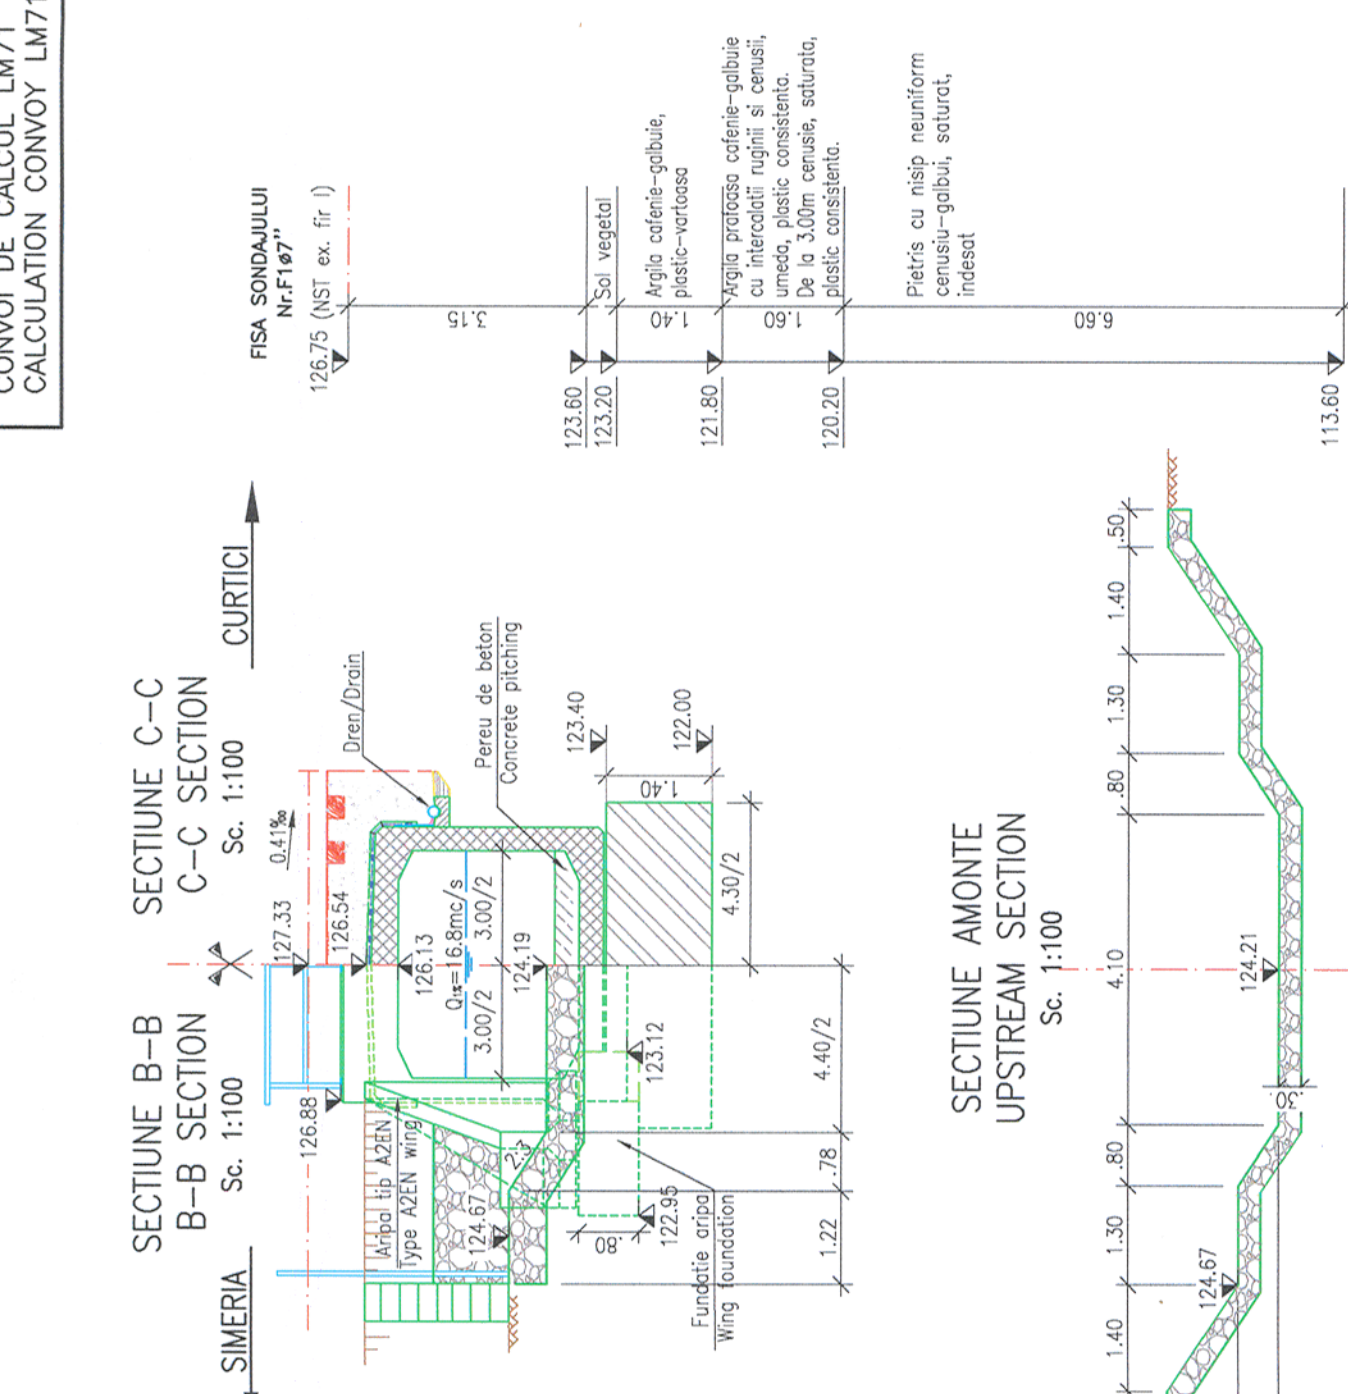 CONVOI DE CALCUL LM71
CALCULATION CONVOY LM71
FISA SONDAJULUI
Nr.F1ø7"
126.75 (NST ex. fir I)
3.15
123.60
123.20
Sol vegetal
1.40
Argila cafenie-galbuie,
plastic-vartoasa
121.80
1.60
Argila prafoasa cafenie-galbuie
cu intercalatii ruginii si cenusii,
umeda, plastic consistenta.
De la 3.00m cenusie, saturata,
plastic consistenta.
120.20
6.60
Pietris cu nisip neuniform
cenusiu-galbui, saturat,
indesat
113.60
SECTIUNE B-B
B-B SECTION
Sc. 1:100
SECTIUNE C-C
C-C SECTION
Sc. 1:100
SIMERIA
CURTICI
0.41‰
127.33
126.54
126.88
126.13
Q1%=16.8mc/s
3.00/2
3.00/2
124.19
Dren/Drain
Pereu de beton
Concrete pitching
123.40
122.00
1.40
4.30/2
Aripa tip A2EN
Type A2EN wing
124.67
2:3
123.12
122.95
.80
4.40/2
.78
1.22
Fundatie aripa
Wing foundation
SECTIUNE AMONTE
UPSTREAM SECTION
Sc. 1:100
1.40
1.30
.80
4.10
.80
1.30
1.40
.50
124.67
124.21
.30